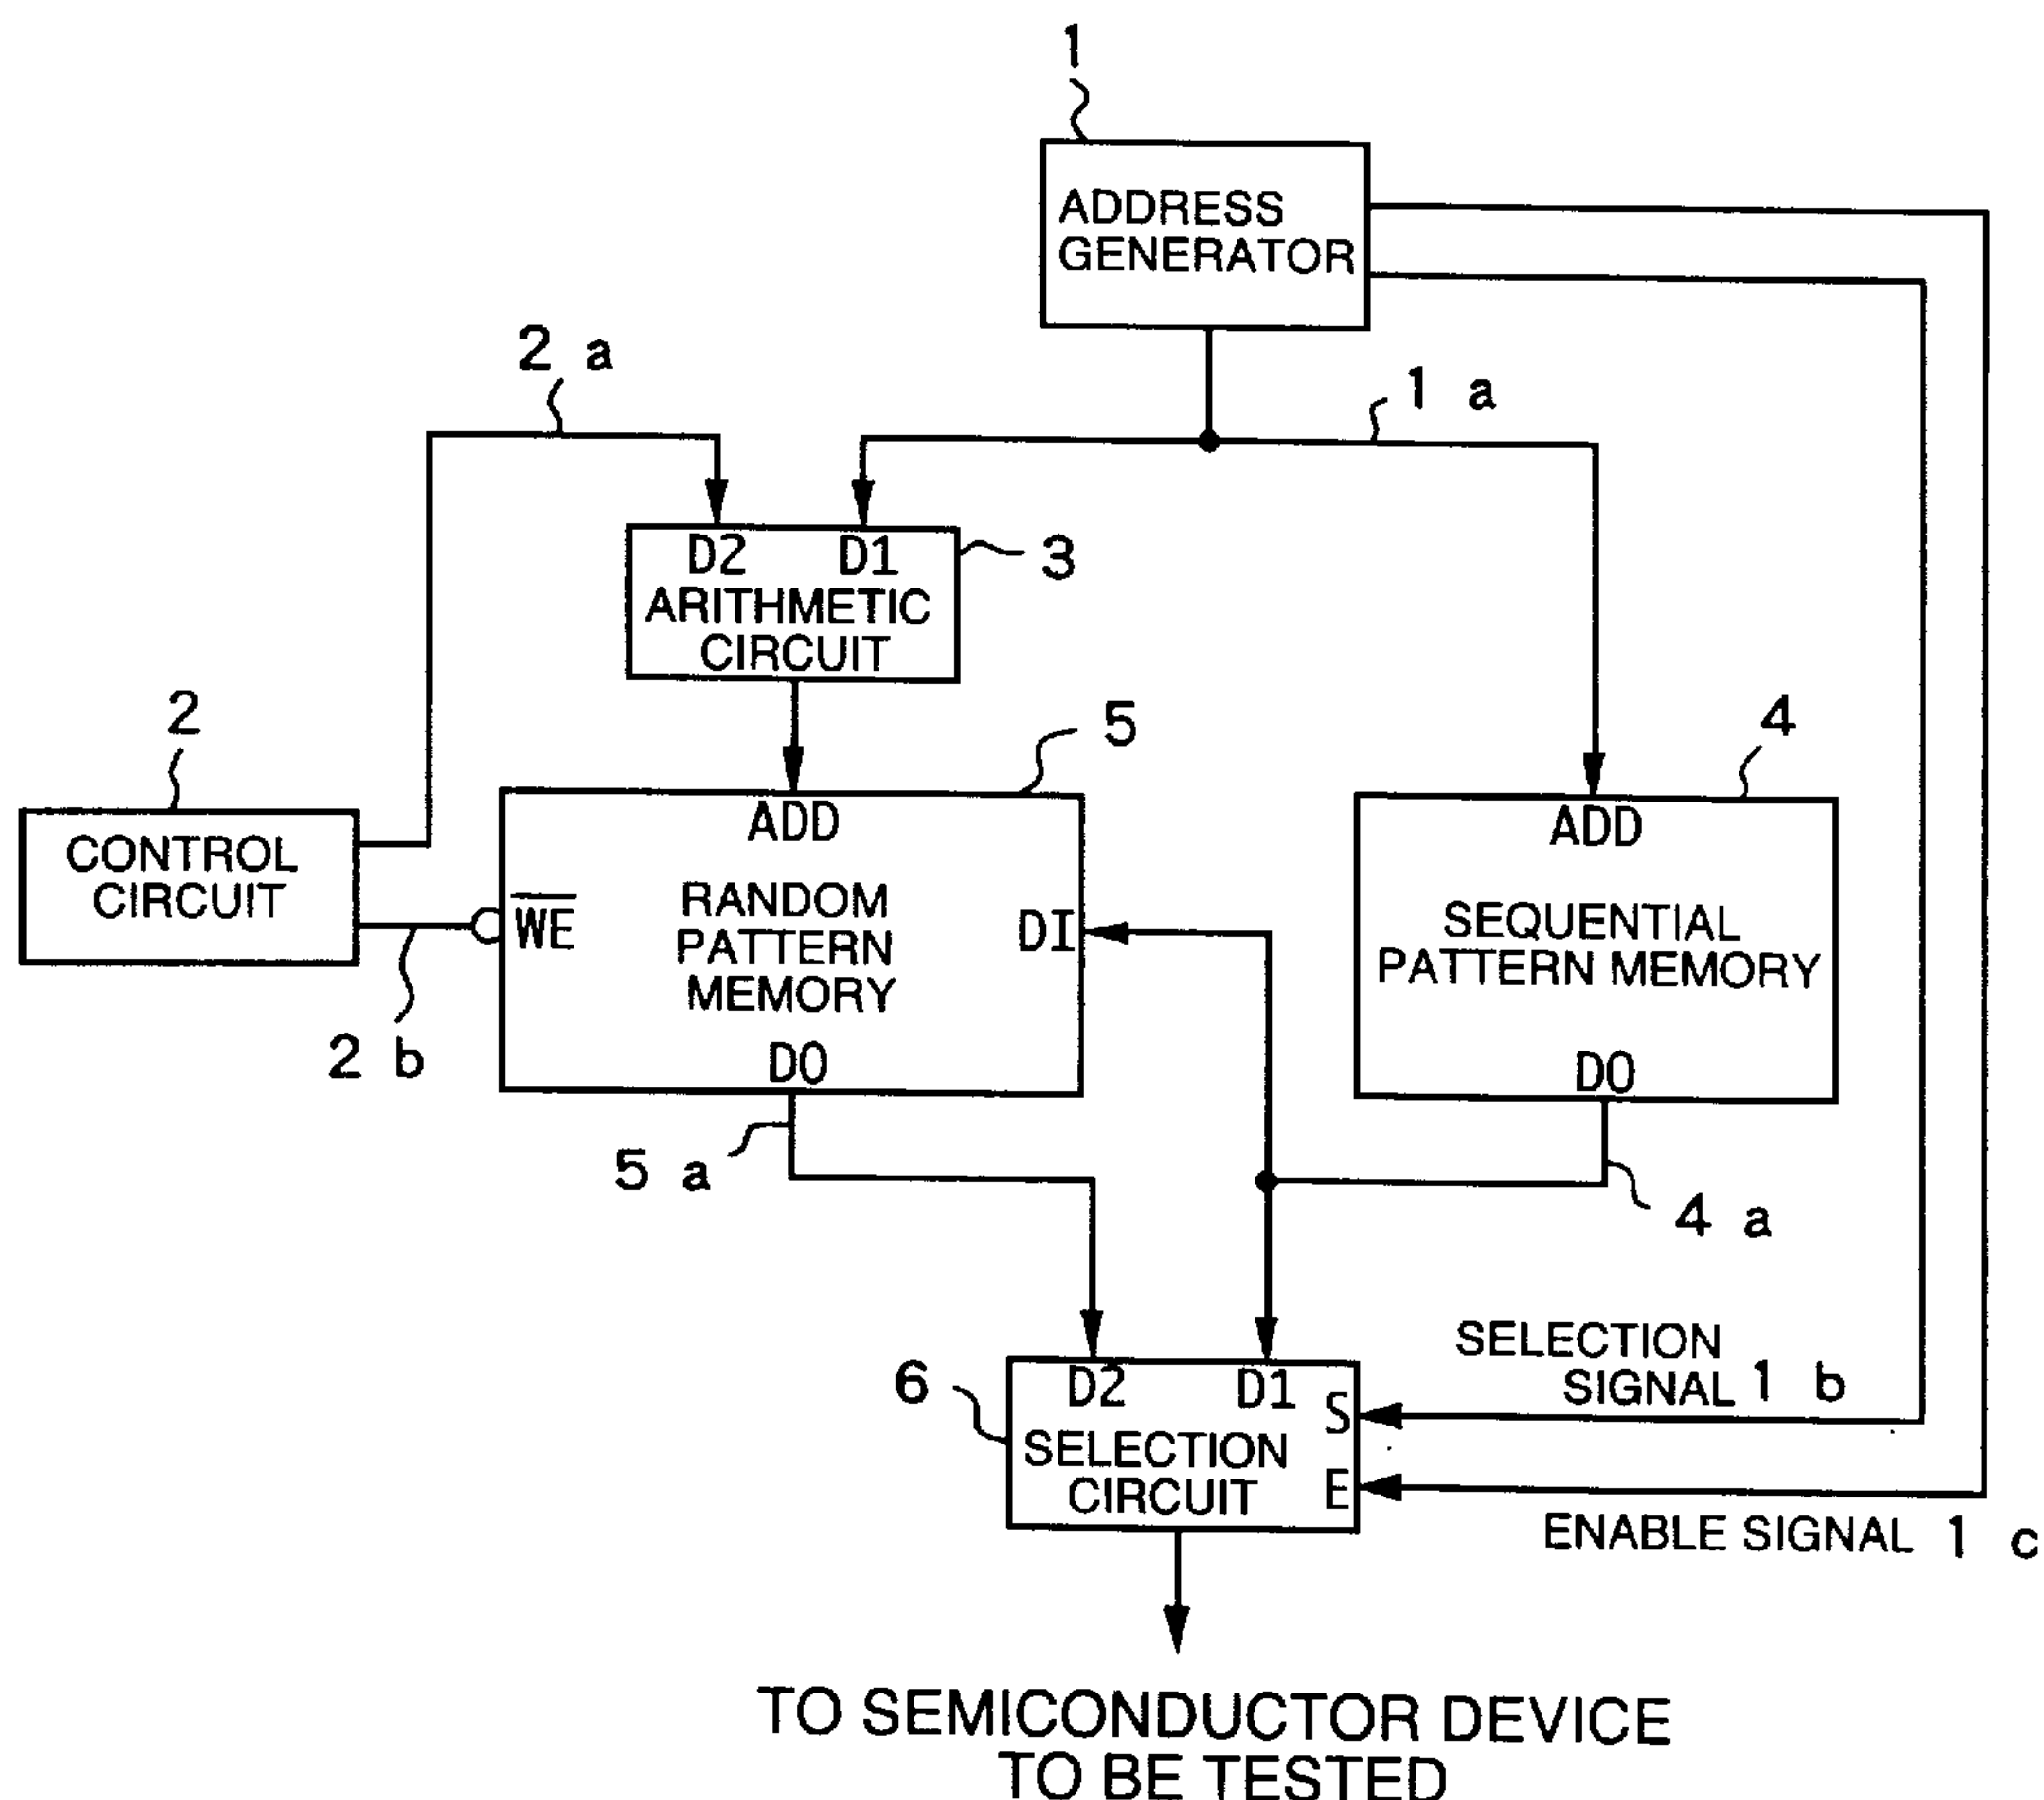 1
ADDRESS
GENERATOR
2 a
1 a
D2 D1
ARITHMETIC
CIRCUIT
3
2
CONTROL
CIRCUIT
5
ADD
WE
RANDOM
PATTERN
MEMORY
DI
DO
4
ADD
SEQUENTIAL
PATTERN MEMORY
DO
2 b
5 a
4 a
6
D2 D1
S
SELECTION
CIRCUIT
E
SELECTION
SIGNAL 1 b
ENABLE SIGNAL 1 c
TO SEMICONDUCTOR DEVICE
TO BE TESTED